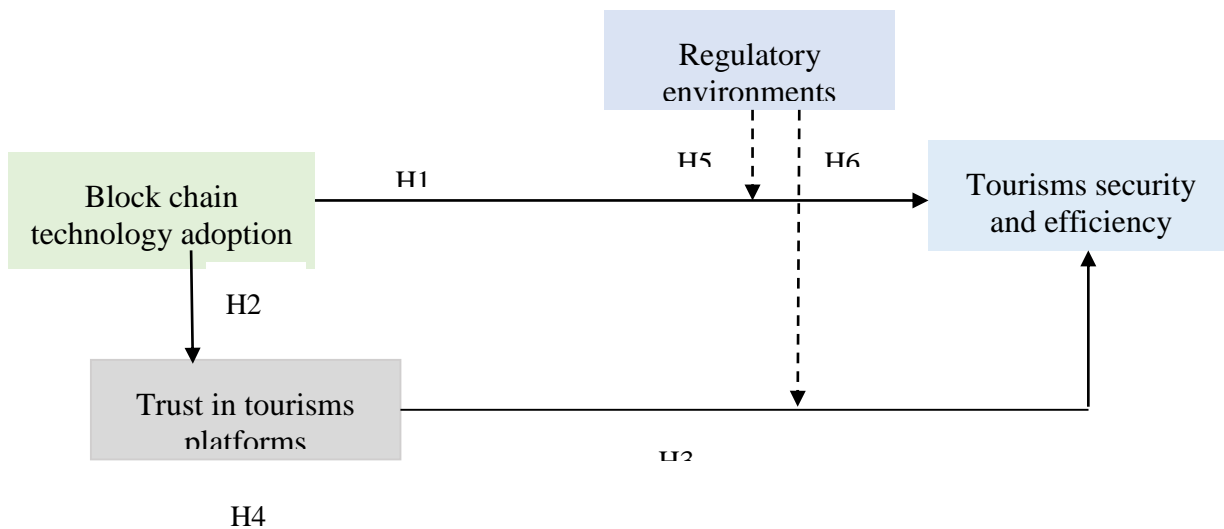 Regulatory
environments
H5
H6
H1
Block chain
technology adoption
Tourisms security
and efficiency
H2
Trust in tourisms
platforms
H3
H4